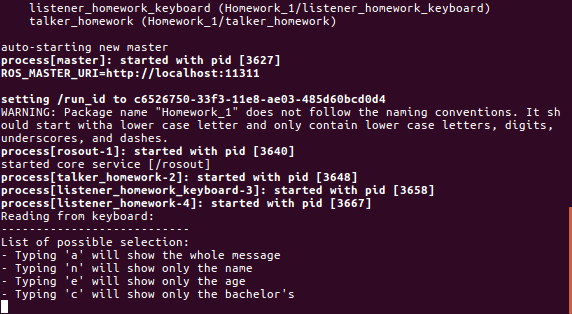 listener_homework_keyboard (Homework_1/listener_homework_keyboard)
talker_homework (Homework_1/talker_homework)
auto-starting new master
process[master]: started with pid [3627]
ROS_MASTER_URI=http://localhost:11311
setting /run_id to c6526750-33f3-11e8-ae03-485d60bcd0d4
WARNING: Package name "Homework_1" does not follow the naming conventions. It sh
ould start witha lower case letter and only contain lower case letters, digits,
underscores, and dashes.
process[rosout-1]: started with pid [3640]
started core service [/rosout]
process[talker_homework-2]: started with pid [3648]
process[listener_homework_keyboard-3]: started with pid [3658]
process[listener_homework-4]: started with pid [3667]
Reading from keyboard:
---------------------------
List of possible selection:
- Typing 'a' will show the whole message
- Typing 'n' will show only the name
- Typing 'e' will show only the age
- Typing 'c' will show only the bachelor's